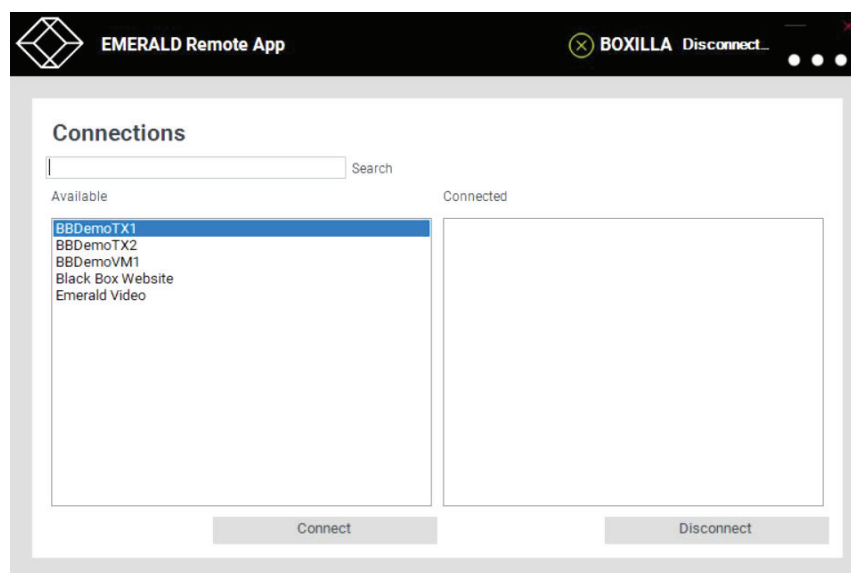 EMERALD Remote App
BOXILLA Disconnect...
Connections
Search
Available
Connected
BBDemoTX1
BBDemoTX2
BBDemoVM1
Black Box Website
Emerald Video
Connect
Disconnect